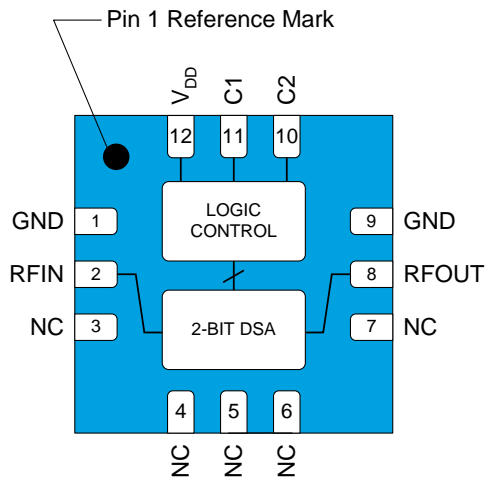 Pin 1 Reference Mark
VDD C1 C2
12 11 10
LOGIC
CONTROL
GND 1 9 GND
RFIN 2 8 RFOUT
2-BIT DSA
NC 3 7 NC
4 5 6
NC NC NC